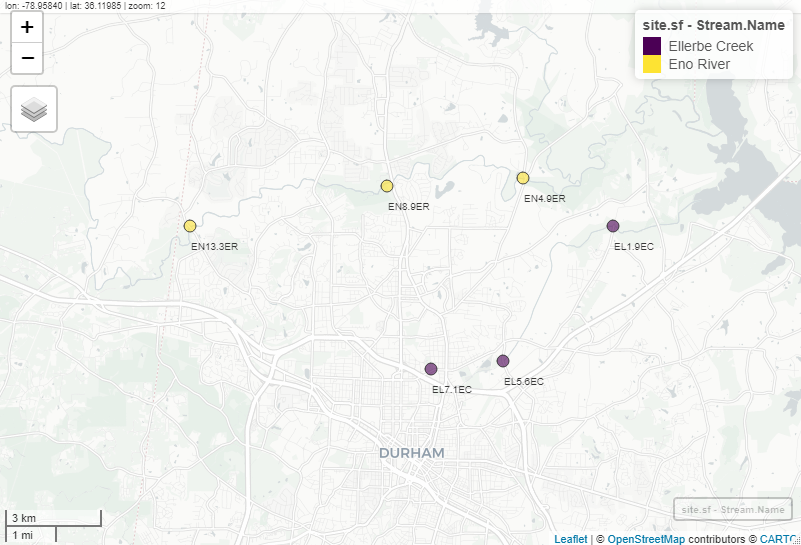 lon: -78.95840 | lat: 36.11985 | zoom: 12
+
−
site.sf - Stream.Name
Ellerbe Creek
Eno River
EN8.9ER
EN4.9ER
EN13.3ER
EL1.9EC
EL7.1EC
EL5.6EC
DURHAM
site.sf - Stream.Name
3 km
1 mi
Leaflet | © OpenStreetMap contributors © CARTO